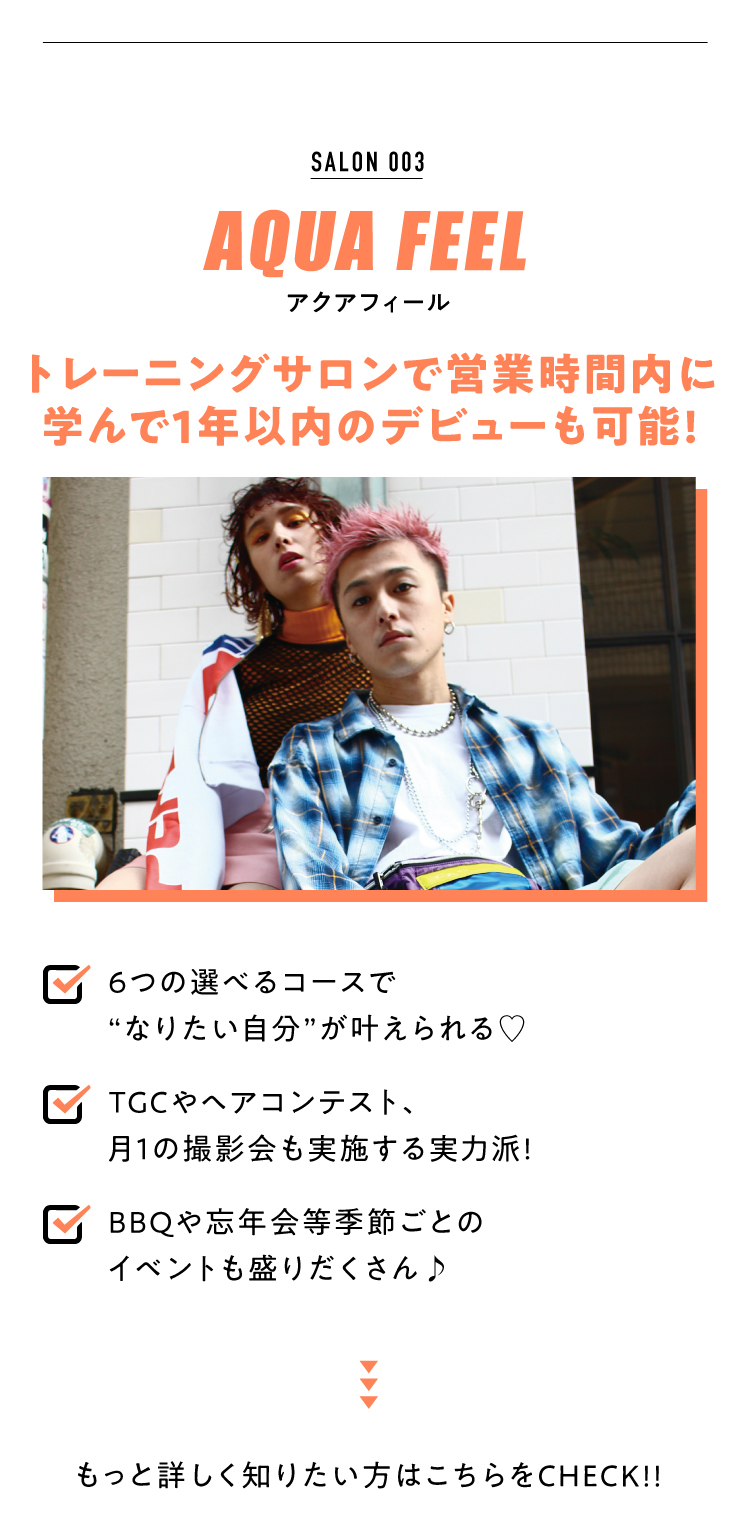 SALON 003
AQUA FEEL
アクアフィール
トレーニングサロンで営業時間内に
学んで1年以内のデビューも可能!
6つの選べるコースで
“なりたい自分”が叶えられる♡
TGCやヘアコンテスト、
月1の撮影会も実施する実力派!
BBQや忘年会等季節ごとの
イベントも盛りだくさん♪
もっと詳しく知りたい方はこちらをCHECK!!